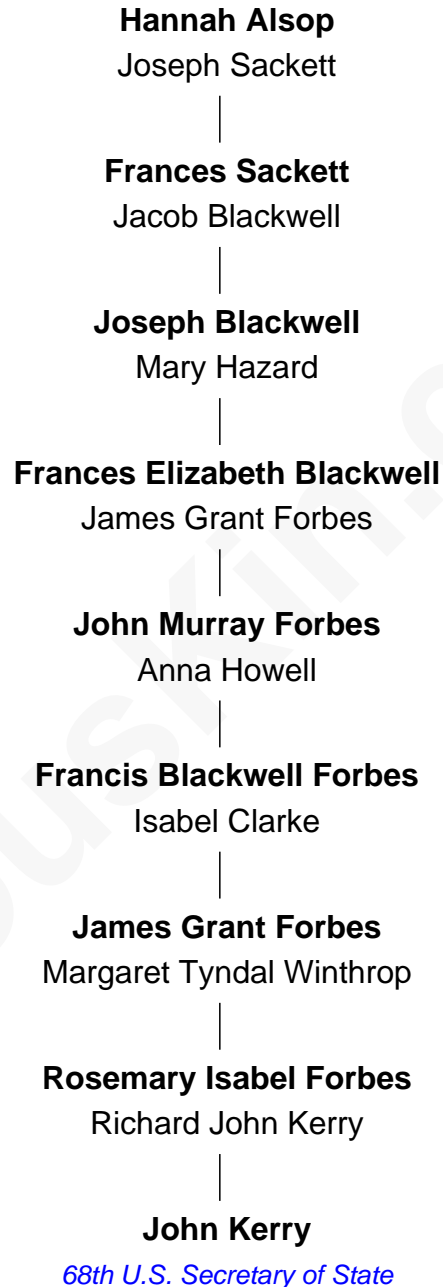 Hannah Alsop
Joseph Sackett
Frances Sackett
Jacob Blackwell
Joseph Blackwell
Mary Hazard
Frances Elizabeth Blackwell
James Grant Forbes
John Murray Forbes
Anna Howell
Francis Blackwell Forbes
Isabel Clarke
James Grant Forbes
Margaret Tyndal Winthrop
Rosemary Isabel Forbes
Richard John Kerry
John Kerry
68th U.S. Secretary of State